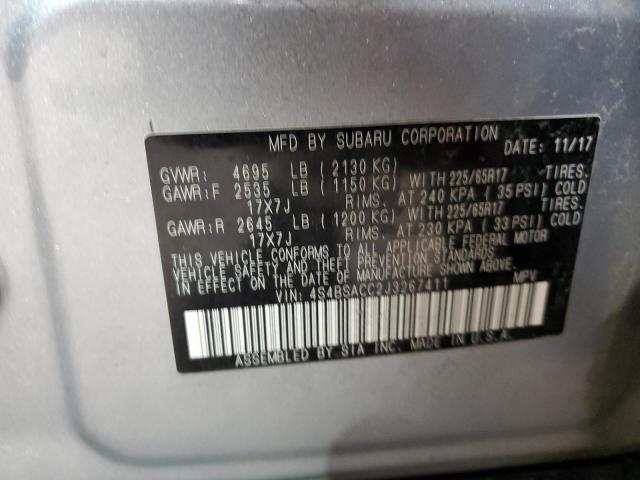 MFD BY SUBARU CORPORATION DATE: 11/17
GVWR: 4695 LB (2130 KG)
GAWR:F 2535 LB (1150 KG) WITH 225/65R17 TIRES.
17X7J RIMS. AT 240 KPA (35 PSI) COLD
GAWR:R 2645 LB (1200 KG) WITH 225/65R17 TIRES.
17X7J RIMS. AT 230 KPA (33 PSI) COLD
THIS VEHICLE CONFORMS TO ALL APPLICABLE FEDERAL MOTOR
VEHICLE SAFETY AND THEFT PREVENTION STANDARDS IN EFFECT
ON THE DATE OF MANUFACTURE SHOWN ABOVE.
VIN: 4S4BSACC2J3267411 MPV
ASSEMBLED BY SIA INC. MADE IN U.S.A.